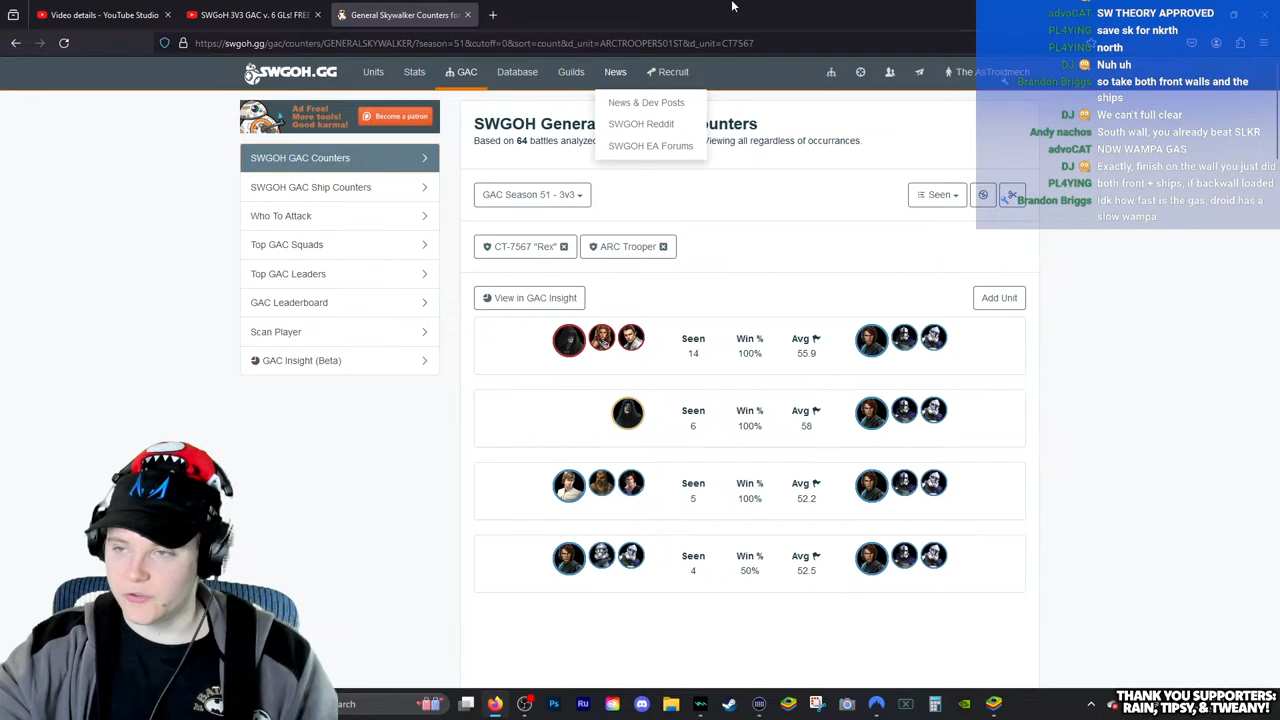 Video details - YouTube Studio
SWGoH 3V3 GAC v. 6 GLs! FREE
General Skywalker Counters for
https://swgoh.gg/gac/counters/GENERALSKYWALKER/?season=51&cutoff=0&sort=count&d_unit=ARCTROOPER501ST&d_unit=CT7567
SWGOH.GG
Units
Stats
GAC
Database
Guilds
News
Recruit
The AsTroidmech
News & Dev Posts
SWGOH Reddit
SWGOH EA Forums
Ad Free!
More tools!
Good karma!
Become a patron
SWGOH GAC Counters
SWGOH GAC Ship Counters
Who To Attack
Top GAC Squads
Top GAC Leaders
GAC Leaderboard
Scan Player
GAC Insight (Beta)
SWGOH Genera
unters
Based on 64 battles analyze
Viewing all regardless of occurrances.
GAC Season 51 - 3v3
Seen
CT-7567 "Rex"
ARC Trooper
View in GAC Insight
Add Unit
Seen Win % Avg
14 100% 55.9
Seen Win % Avg
6 100% 58
Seen Win % Avg
5 100% 52.2
Seen Win % Avg
4 50% 52.5
advoCAT SW THEORY APPROVED
PL4YING save sk for nkrth
PL4YING north
DJ Nuh uh
Brandon Briggs so take both front walls and the
ships
DJ We can't full clear
Andy nachos South wall, you already beat SLKR
advoCAT NOW WAMPA GAS
DJ Exactly, finish on the wall you just did
PL4YING both front + ships, if backwall loaded
Brandon Briggs Idk how fast is the gas, droid has a
slow wampa
arch
THANK YOU SUPPORTERS:
RAIN, TIPSY, & TWEANY!